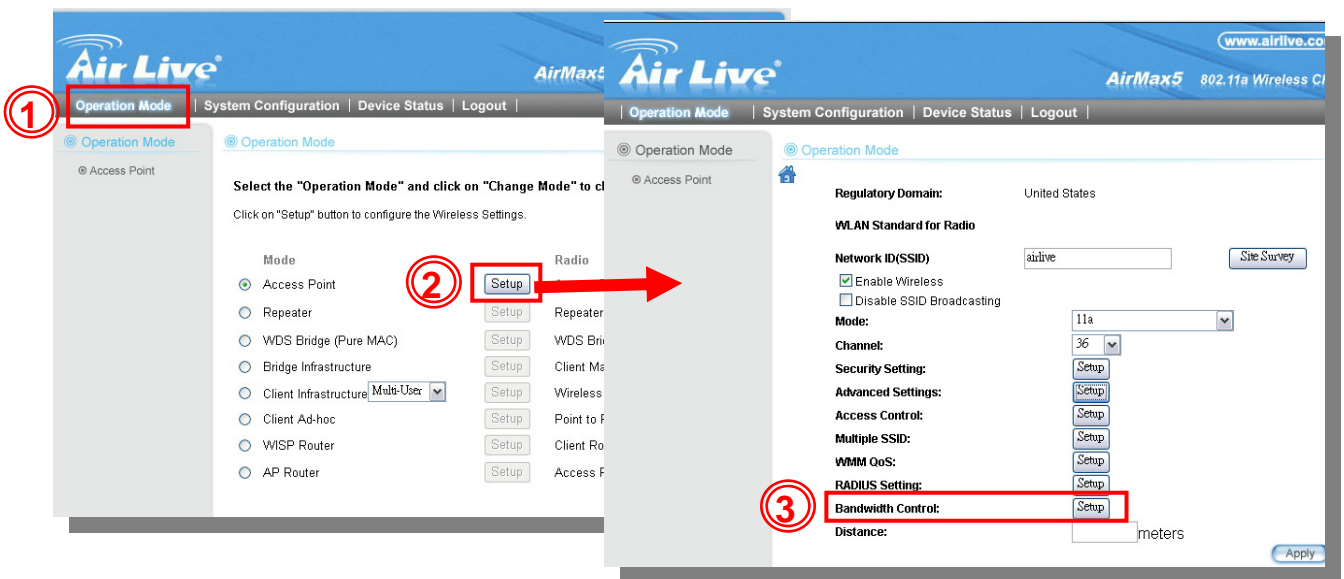 Air Live®
AirMax5
Operation Mode | System Configuration | Device Status | Logout |
1
Operation Mode
Access Point
Operation Mode
Select the "Operation Mode" and click on "Change Mode" to
Click on "Setup" button to configure the Wireless Settings.
Mode
Radio
Access Point
2
Setup
Repeater
Setup
Repeater
WDS Bridge (Pure MAC)
Setup
WDS
Bridge Infrastructure
Setup
Client
Client Infrastructure Multi-User
Setup
Wireless
Client Ad-hoc
Setup
Point to
WISP Router
Setup
Client
AP Router
Setup
Access
www.airlive.co
Air Live®
AirMax5 802.11a Wireless
| Operation Mode | System Configuration | Device Status | Logout |
Operation Mode
Access Point
Operation Mode
Regulatory Domain: United States
WLAN Standard for Radio
Network ID(SSID) airlive Site Survey
Enable Wireless
Disable SSID Broadcasting
Mode: 11a
Channel: 36
Security Setting: Setup
Advanced Settings: Setup
Access Control: Setup
Multiple SSID: Setup
WMM QoS: Setup
RADIUS Setting: Setup
3
Bandwidth Control: Setup
Distance: meters
Apply